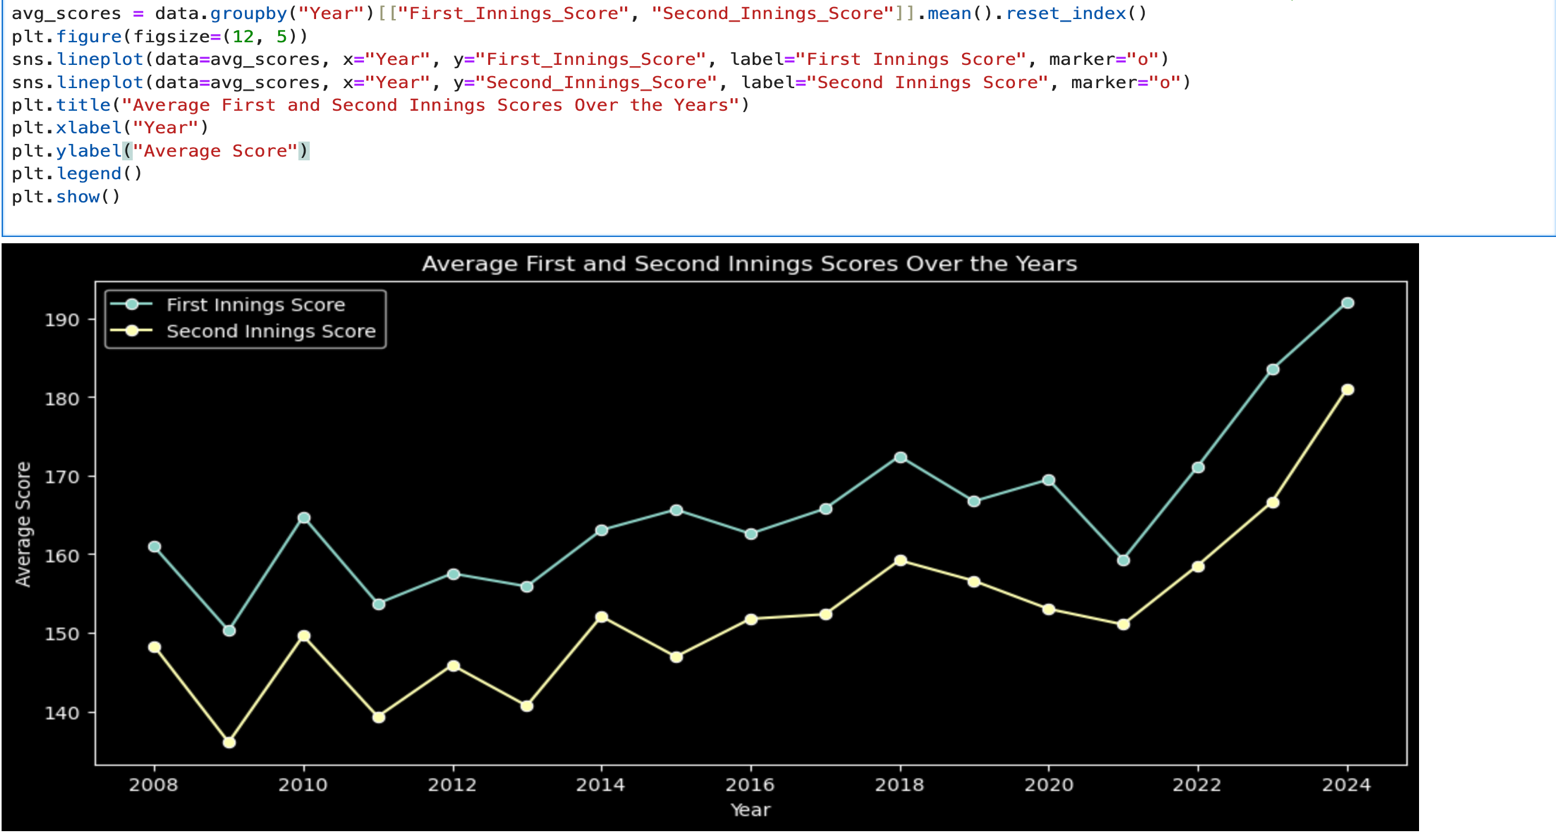 avg_scores = data.groupby("Year")[["First_Innings_Score", "Second_Innings_Score"]].mean().reset_index()
plt.figure(figsize=(12, 5))
sns.lineplot(data=avg_scores, x="Year", y="First_Innings_Score", label="First Innings Score", marker="o")
sns.lineplot(data=avg_scores, x="Year", y="Second_Innings_Score", label="Second Innings Score", marker="o")
plt.title("Average First and Second Innings Scores Over the Years")
plt.xlabel("Year")
plt.ylabel("Average Score")
plt.legend()
plt.show()
Average First and Second Innings Scores Over the Years
First Innings Score
Second Innings Score
190
180
170
160
150
140
Average Score
2008 2010 2012 2014 2016 2018 2020 2022 2024
Year